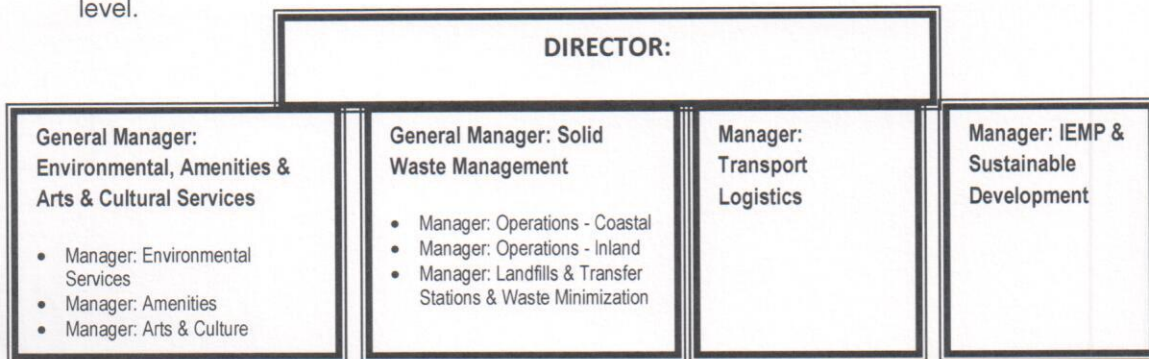 level.
DIRECTOR:
General Manager:
Environmental, Amenities &
Arts & Cultural Services
• Manager: Environmental
Services
• Manager: Amenities
• Manager: Arts & Culture
General Manager: Solid
Waste Management
• Manager: Operations - Coastal
• Manager: Operations - Inland
• Manager: Landfills & Transfer
Stations & Waste Minimization
Manager:
Transport
Logistics
Manager: IEMP &
Sustainable
Development